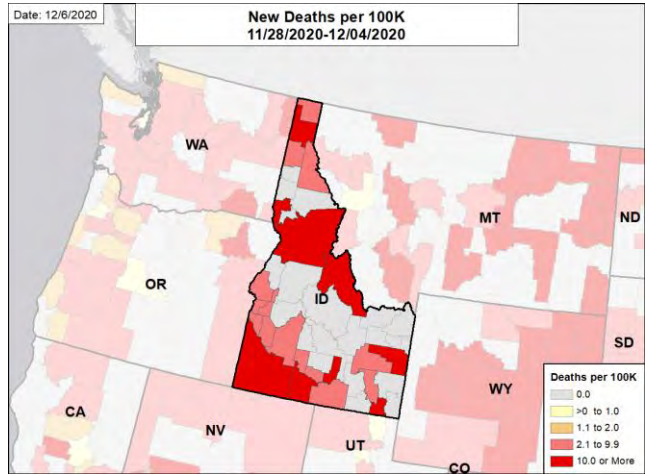 Date: 12/6/2020
New Deaths per 100K
11/28/2020-12/04/2020
WA
MT
ND
OR
ID
SD
WY
CA
NV
UT
CO
Deaths per 100K
0.0
>0 to 1.0
1.1 to 2.0
2.1 to 9.9
10.0 or More